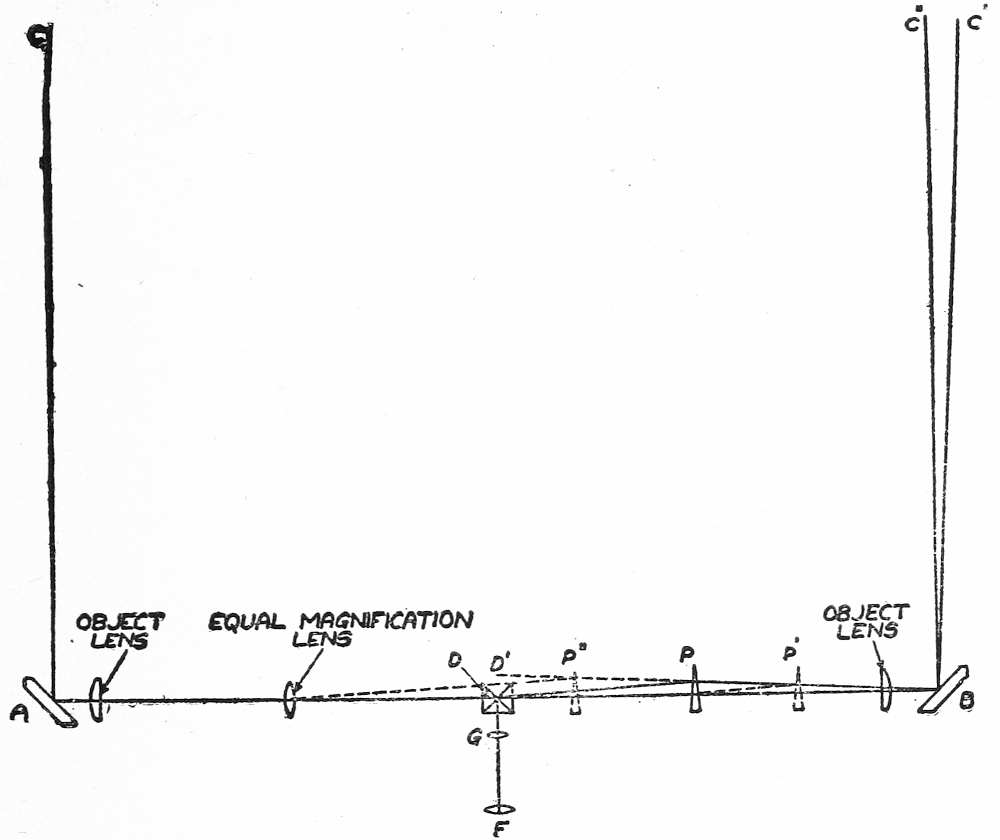 C
C"
C'
OBJECT
LENS
EQUAL MAGNIFICATION
LENS
OBJECT
LENS
D
D'
P"
P
P'
A
B
G
F